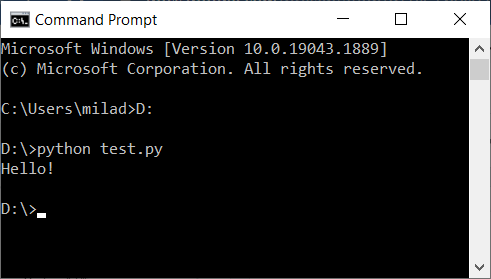 Command Prompt
Microsoft Windows [Version 10.0.19043.1889]
(c) Microsoft Corporation. All rights reserved.
C:\Users\milad>D:
D:\>python test.py
Hello!
D:\>